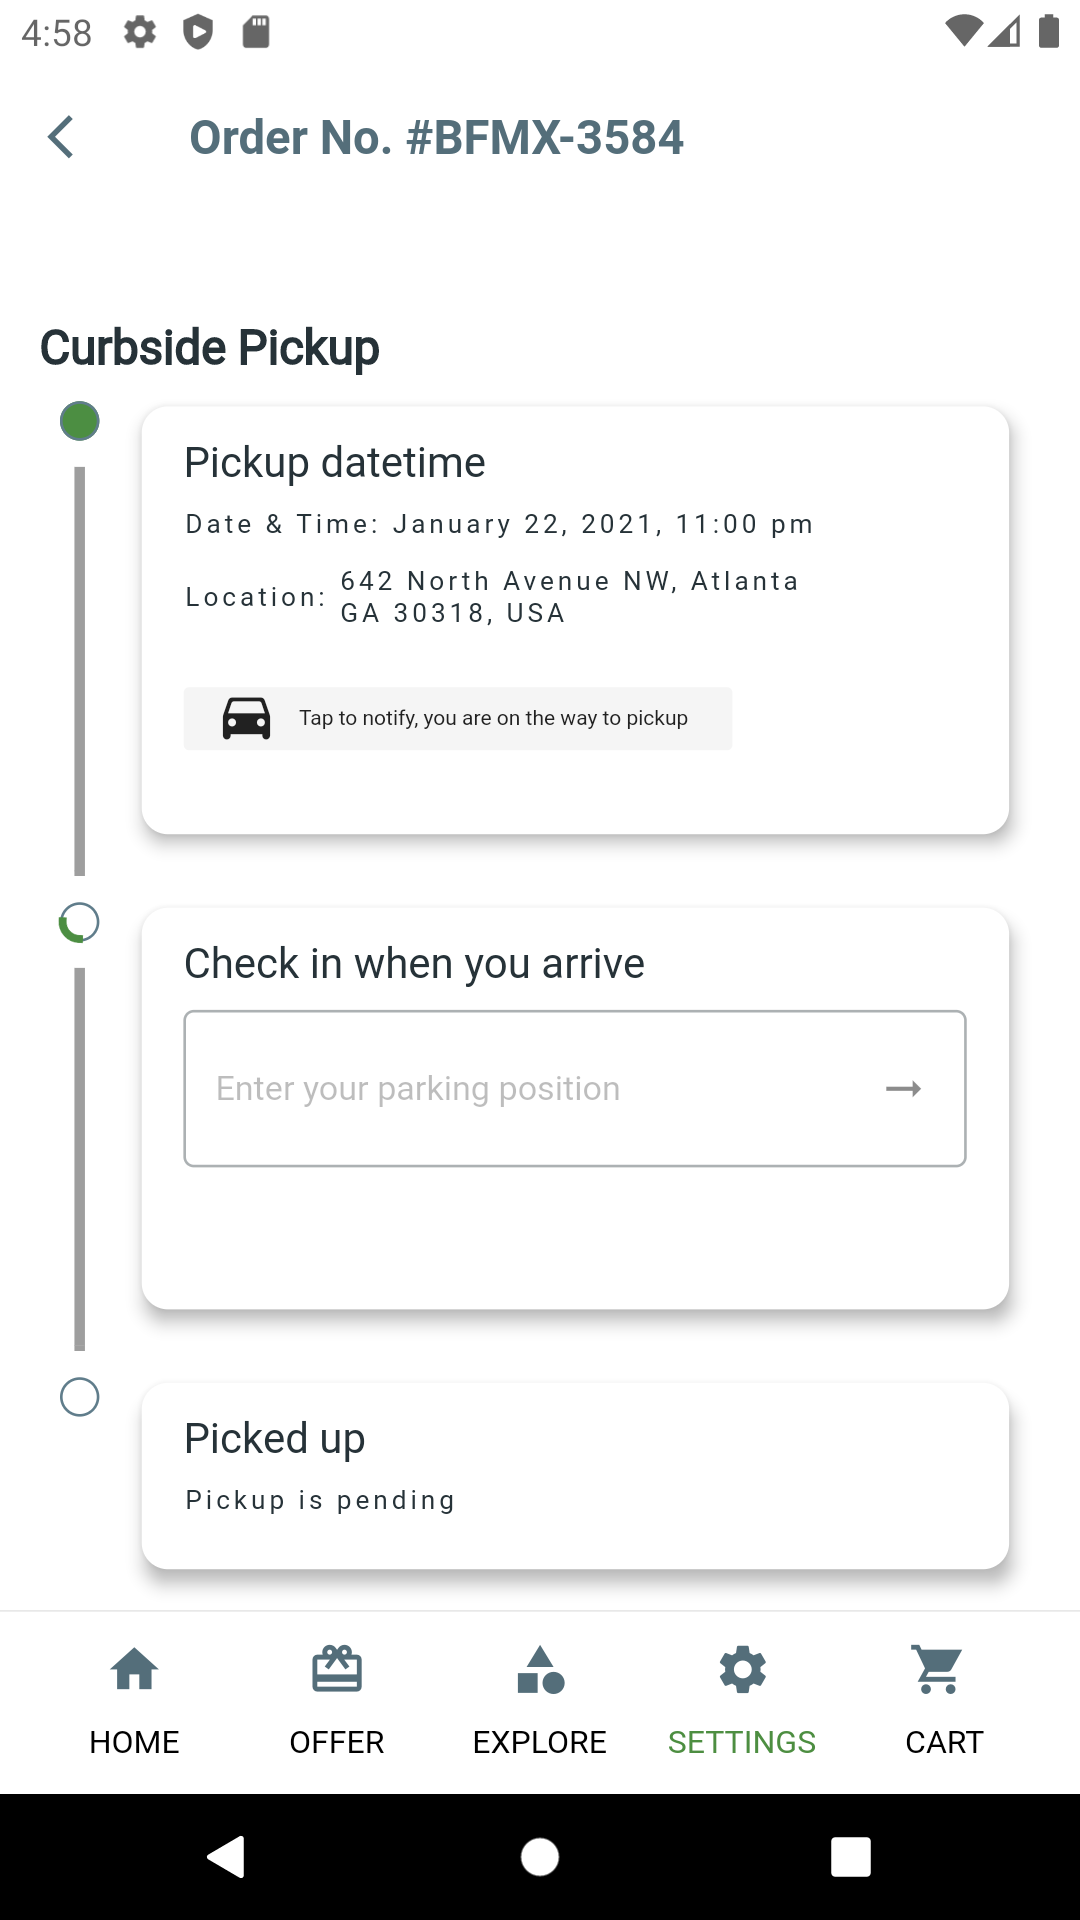 4:58
Order No. #BFMX-3584
Curbside Pickup
Pickup datetime
Date & Time: January 22, 2021, 11:00 pm
Location: 642 North Avenue NW, Atlanta
GA 30318, USA
Tap to notify, you are on the way to pickup
Check in when you arrive
Enter your parking position
Picked up
Pickup is pending
HOME OFFER EXPLORE SETTINGS CART